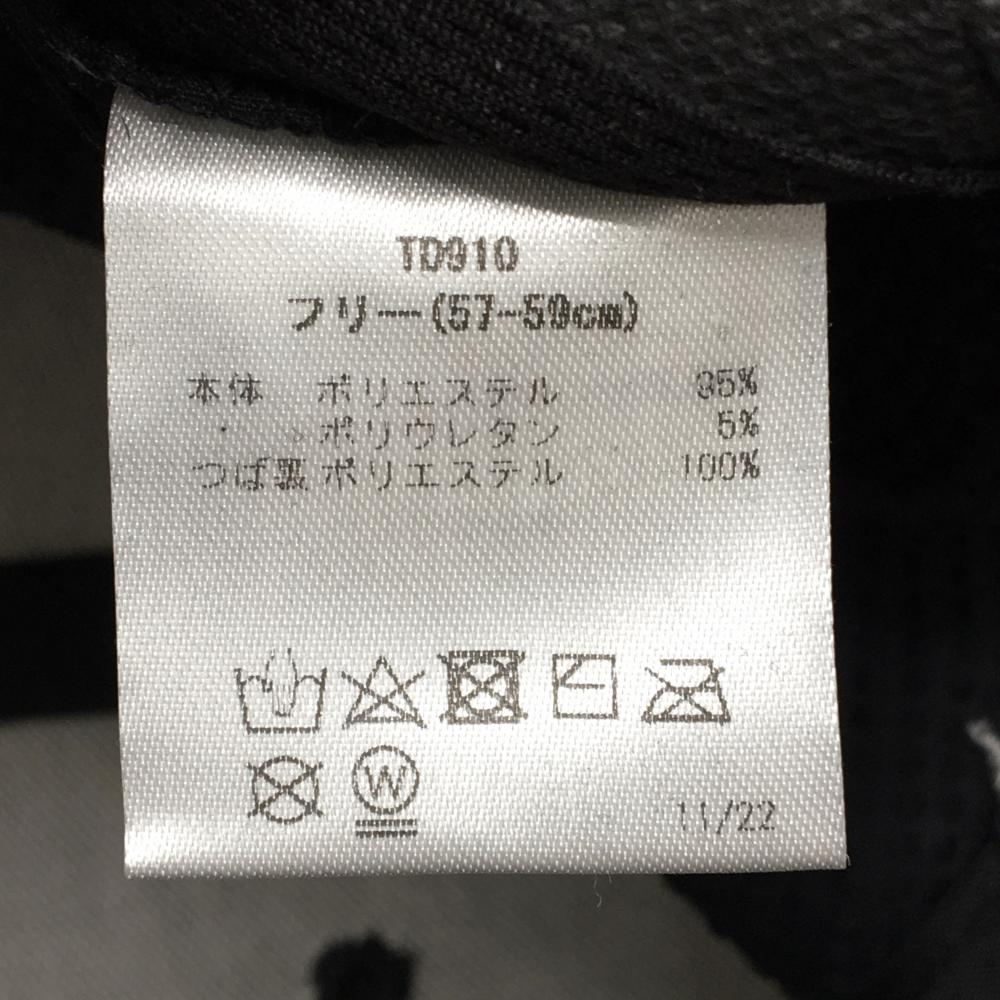 TD910
フリー(57-59cm)
本体 ポリエステル 95%
ポリウレタン 5%
つば裏 ポリエステル 100%
W
11/22